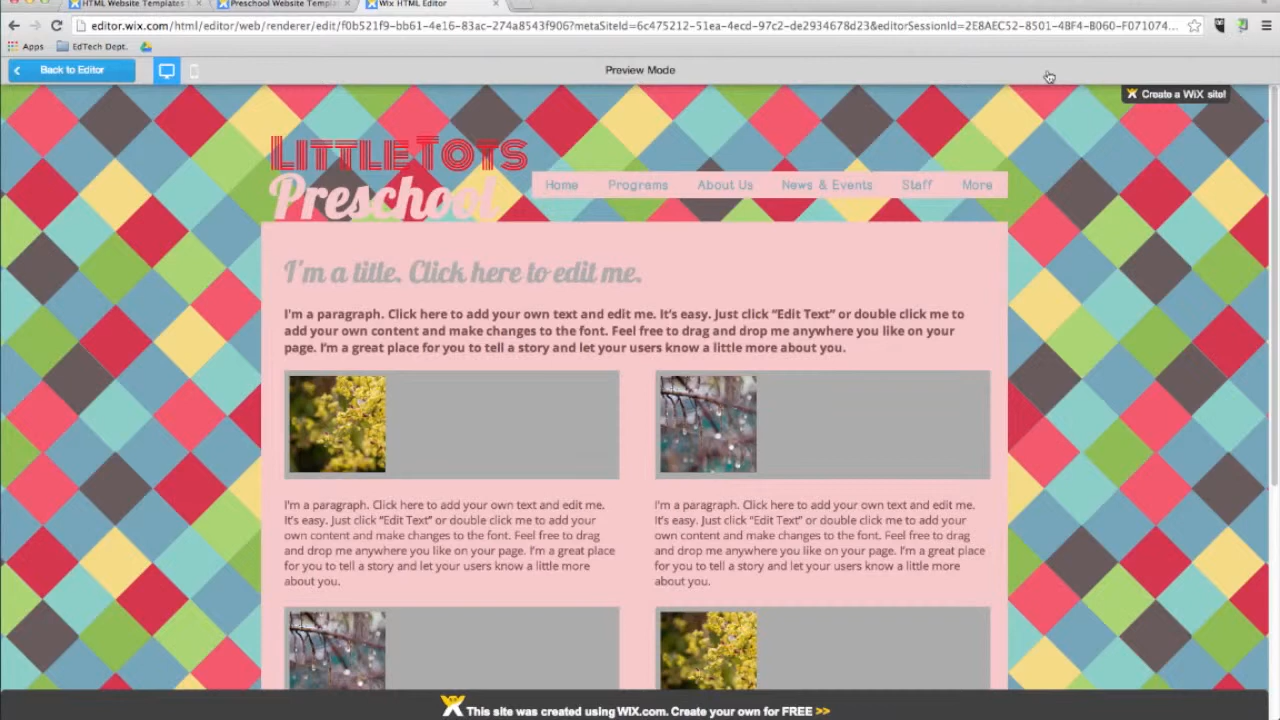 HTML Website Templates
Preschool Website Templ
Wix HTML Editor
editor.wix.com/html/editor/web/renderer/edit/f0b521f9-bb61-4e16-83ac-274a8543f906?metaSiteId=6c475212-51ea-4ecd-97c2-de2934678d23&editorSessionId=2E8AEC52-8501-4BF4-B060-F071074...
Apps EdTech Dept.
Back to Editor
Preview Mode
Create a WiX site!
LITTLE TOTS
Preschool
Home Programs About Us News & Events Staff More
I'm a title. Click here to edit me.
I'm a paragraph. Click here to add your own text and edit me. It's easy. Just click “Edit Text” or double click me to
add your own content and make changes to the font. Feel free to drag and drop me anywhere you like on your
page. I'm a great place for you to tell a story and let your users know a little more about you.
I'm a paragraph. Click here to add your own text and edit me.
It's easy. Just click “Edit Text” or double click me to add your
own content and make changes to the font. Feel free to drag
and drop me anywhere you like on your page. I'm a great place
for you to tell a story and let your users know a little more
about you.
I'm a paragraph. Click here to add your own text and edit me.
It's easy. Just click “Edit Text” or double click me to add your
own content and make changes to the font. Feel free to drag
and drop me anywhere you like on your page. I'm a great place
for you to tell a story and let your users know a little more
about you.
This site was created using WIX.com. Create your own for FREE >>